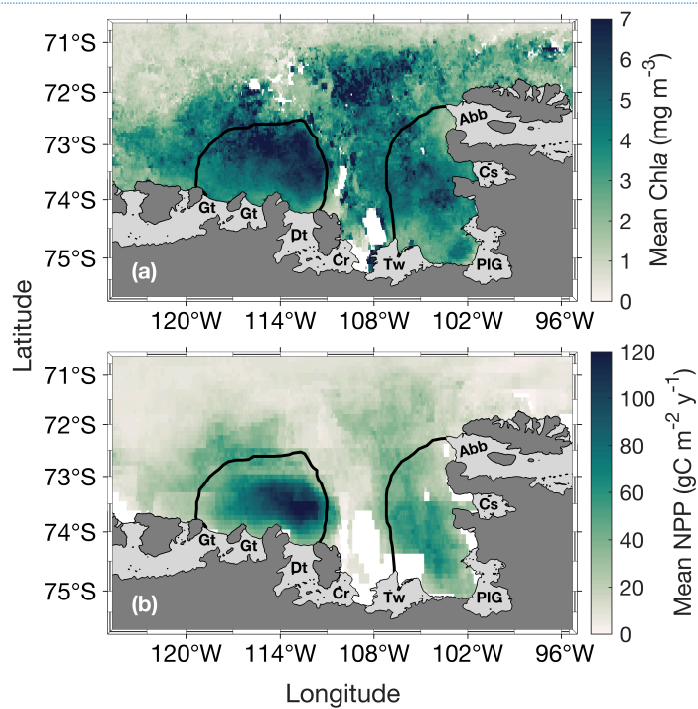 71°S
72°S
73°S
74°S
75°S
Abb
Cs
Gt
Gt
Dt
Cr
Tw
PIG
(a)
120°W 114°W 108°W 102°W 96°W
7
6
5
4
3
2
1
0
Mean Chla (mg m⁻³)
Latitude
71°S
72°S
73°S
74°S
75°S
Abb
Cs
Gt
Gt
Dt
Cr
Tw
PIG
(b)
120°W 114°W 108°W 102°W 96°W
120
100
80
60
40
20
0
Mean NPP (gC m⁻² y⁻¹)
Longitude